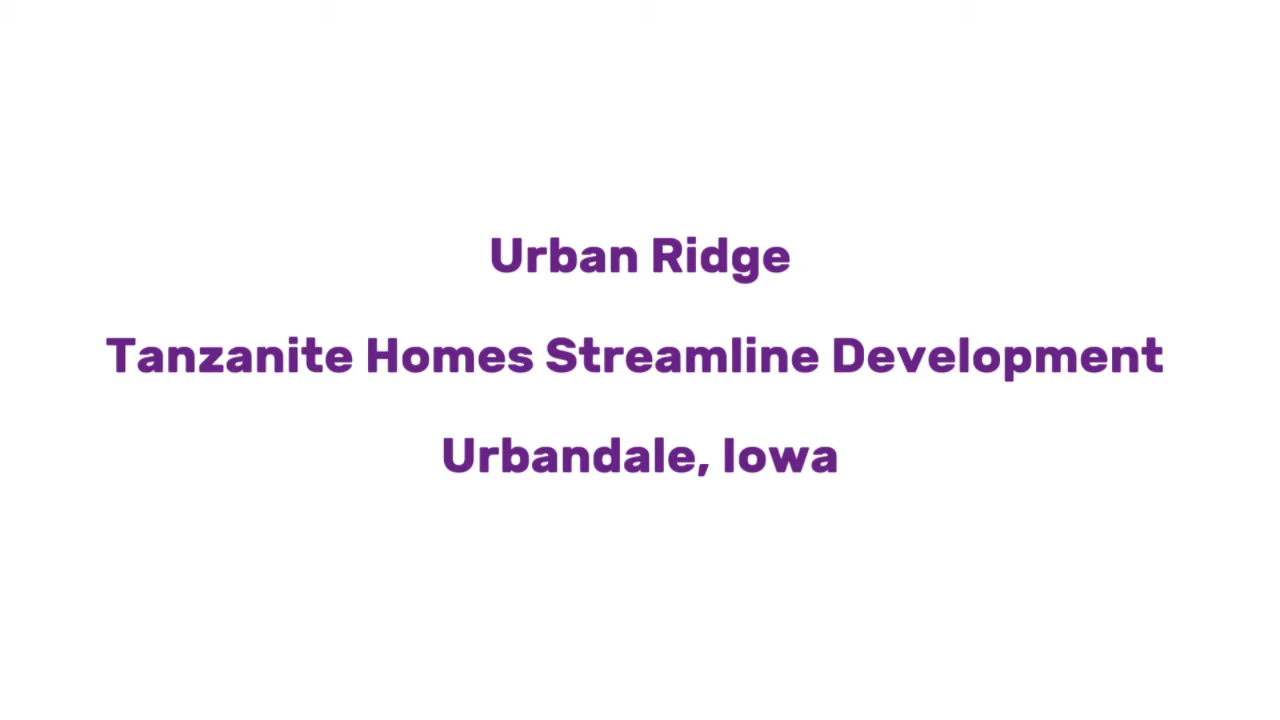 Urban Ridge
Tanzanite Homes Streamline Development
Urbandale, Iowa